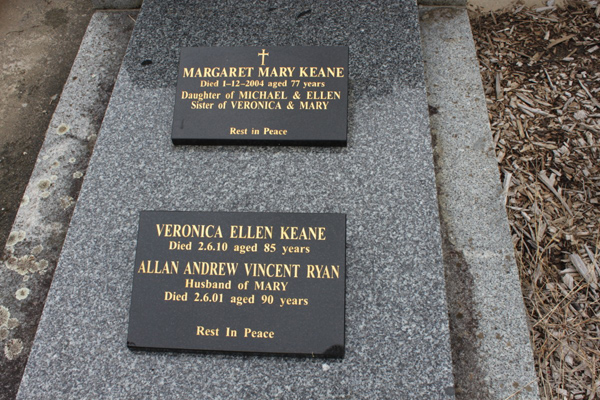 MARGARET MARY KEANE
Died 1-12-2004 aged 77 years
Daughter of MICHAEL & ELLEN
Sister of VERONICA & MARY
Rest in Peace
VERONICA ELLEN KEANE
Died 2.6.10 aged 85 years
ALLAN ANDREW VINCENT RYAN
Husband of MARY
Died 2.6.01 aged 90 years
Rest In Peace